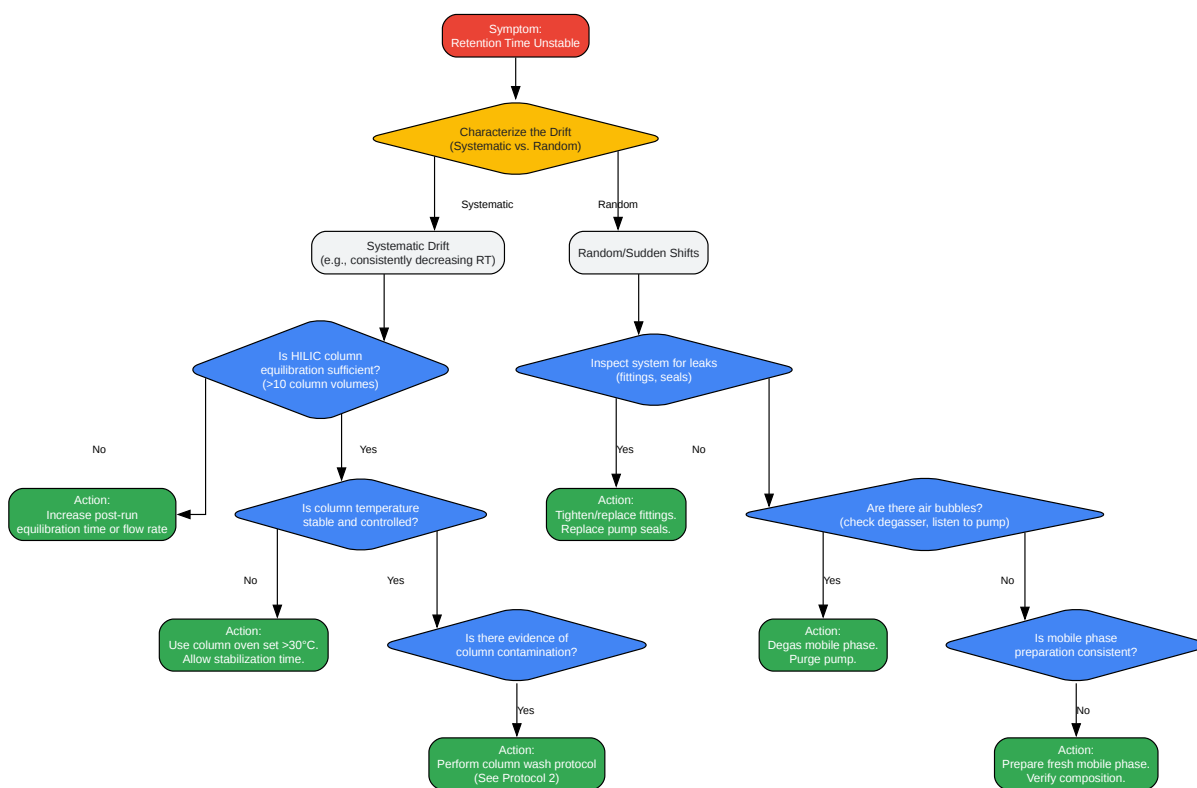 Symptom:
Retention Time Unstable
Characterize the Drift
(Systematic vs. Random)
Systematic
Random
Systematic Drift
(e.g., consistently decreasing RT)
Random/Sudden Shifts
Is HILIC column
equilibration sufficient?
(>10 column volumes)
Inspect system for leaks
(fittings, seals)
No
Yes
Yes
No
Action:
Increase post-run
equilibration time or flow rate
Is column temperature
stable and controlled?
Action:
Tighten/replace fittings.
Replace pump seals.
Are there air bubbles?
(check degasser, listen to pump)
No
Yes
Yes
No
Action:
Use column oven set >30°C.
Allow stabilization time.
Is there evidence of
column contamination?
Action:
Degas mobile phase.
Purge pump.
Is mobile phase
preparation consistent?
Yes
No
Action:
Perform column wash protocol
(See Protocol 2)
Action:
Prepare fresh mobile phase.
Verify composition.